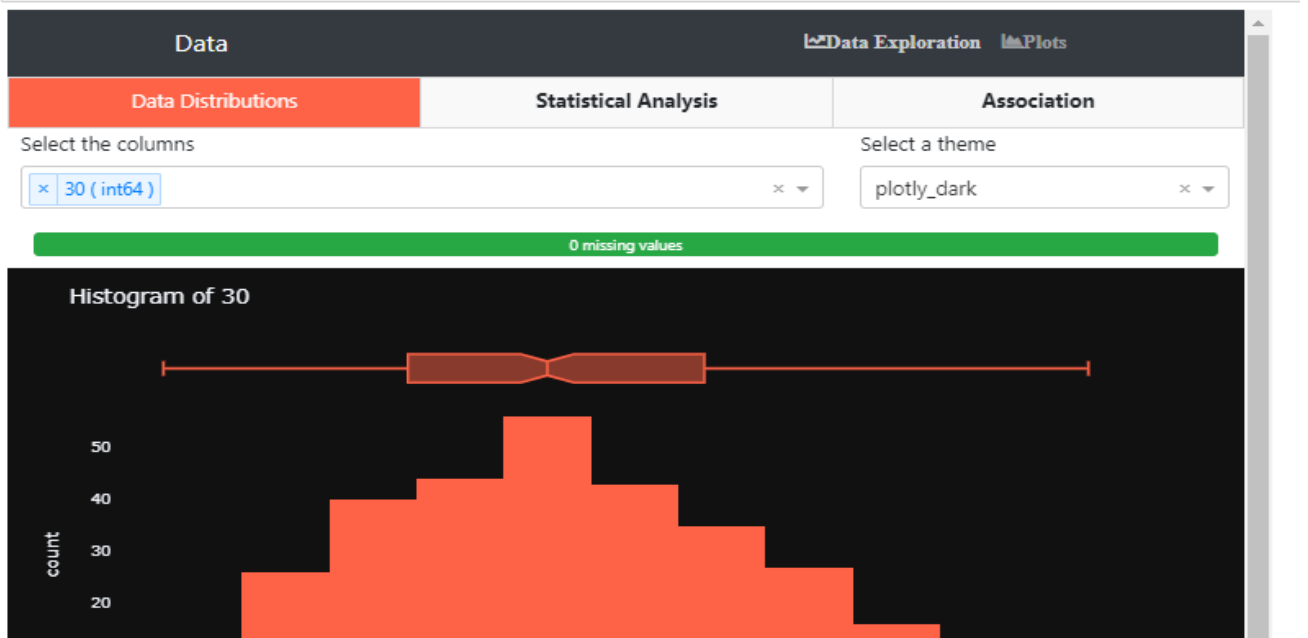 Data
Data Exploration
Plots
Data Distributions
Statistical Analysis
Association
Select the columns
Select a theme
× 30 ( int64 ) ×
plotly_dark ×
0 missing values
Histogram of 30
50
40
30
20
count